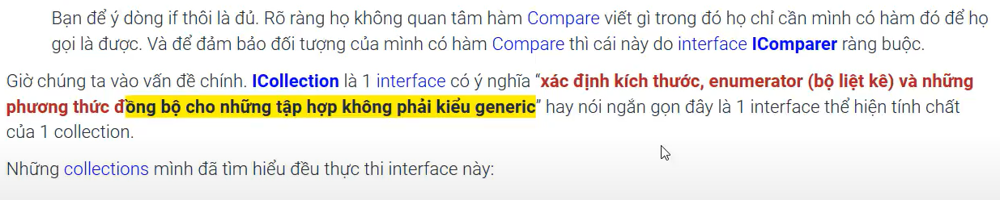 Bạn để ý dòng if thôi là đủ. Rõ ràng họ không quan tâm hàm Compare viết gì trong đó họ chỉ cần mình có hàm đó để họ
gọi là được. Và để đảm bảo đối tượng của mình có hàm Compare thì cái này do interface IComparer ràng buộc.
Giờ chúng ta vào vấn đề chính. ICollection là 1 interface có ý nghĩa “xác định kích thước, enumerator (bộ liệt kê) và những
phương thức đồng bộ cho những tập hợp không phải kiểu generic” hay nói ngắn gọn đây là 1 interface thể hiện tính chất
của 1 collection.
Những collections mình đã tìm hiểu đều thực thi interface này: